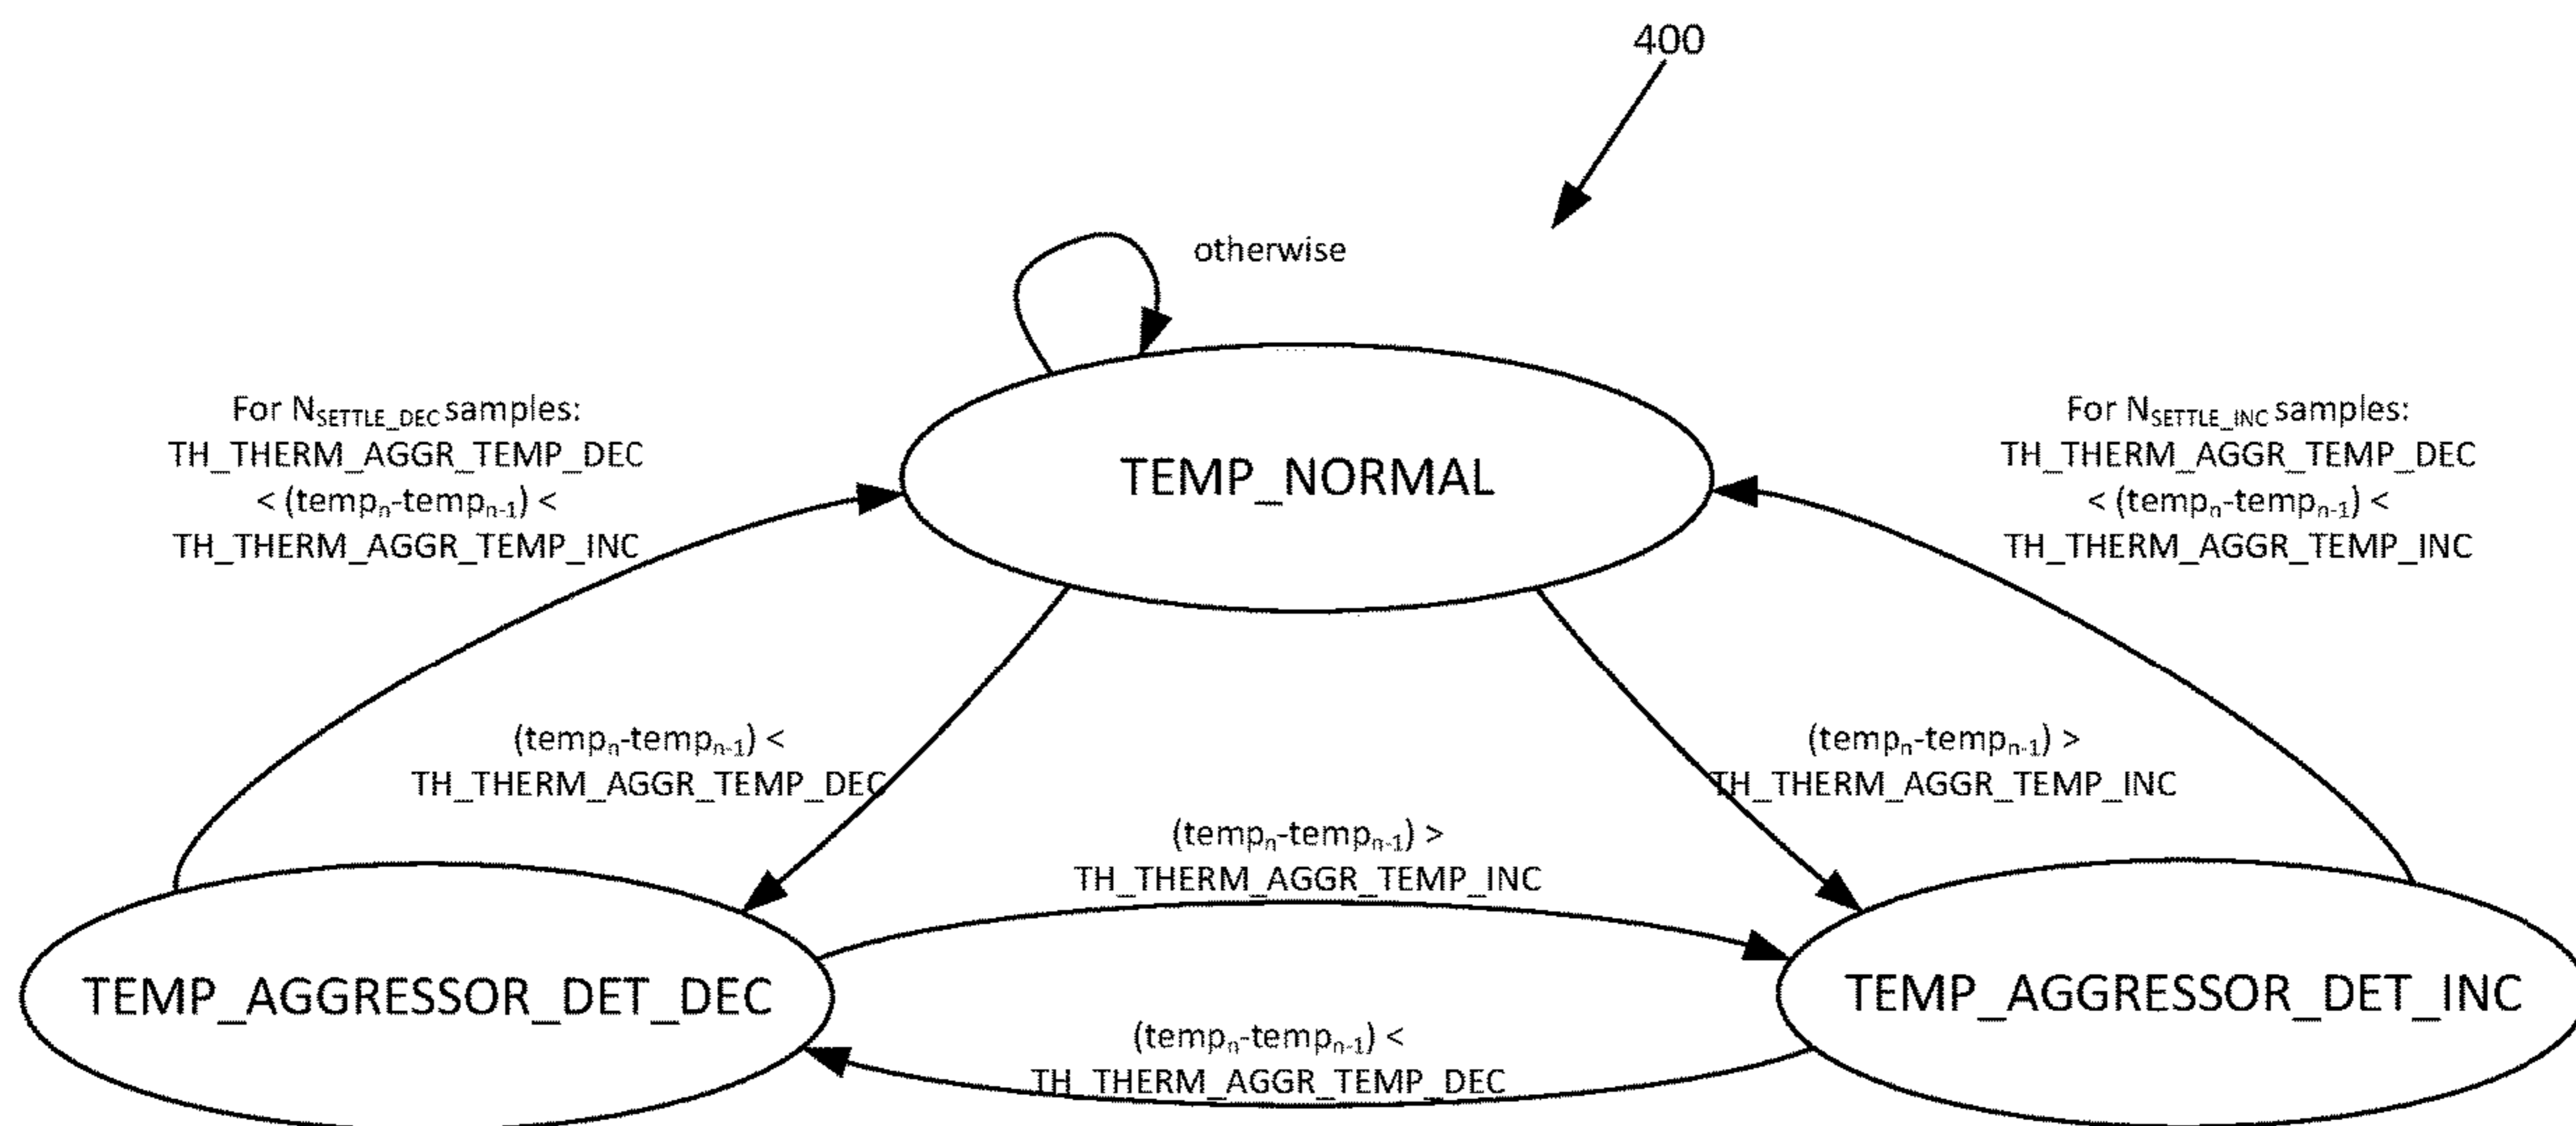 400
otherwise
For N_SETTLE_DEC samples:
TH_THERM_AGGR_TEMP_DEC
< (temp_n-temp_n-1) <
TH_THERM_AGGR_TEMP_INC
For N_SETTLE_INC samples:
TH_THERM_AGGR_TEMP_DEC
< (temp_n-temp_n-1) <
TH_THERM_AGGR_TEMP_INC
TEMP_NORMAL
(temp_n-temp_n-1) <
TH_THERM_AGGR_TEMP_DEC
(temp_n-temp_n-1) >
TH_THERM_AGGR_TEMP_INC
(temp_n-temp_n-1) >
TH_THERM_AGGR_TEMP_INC
TEMP_AGGRESSOR_DET_DEC
TEMP_AGGRESSOR_DET_INC
(temp_n-temp_n-1) <
TH_THERM_AGGR_TEMP_DEC